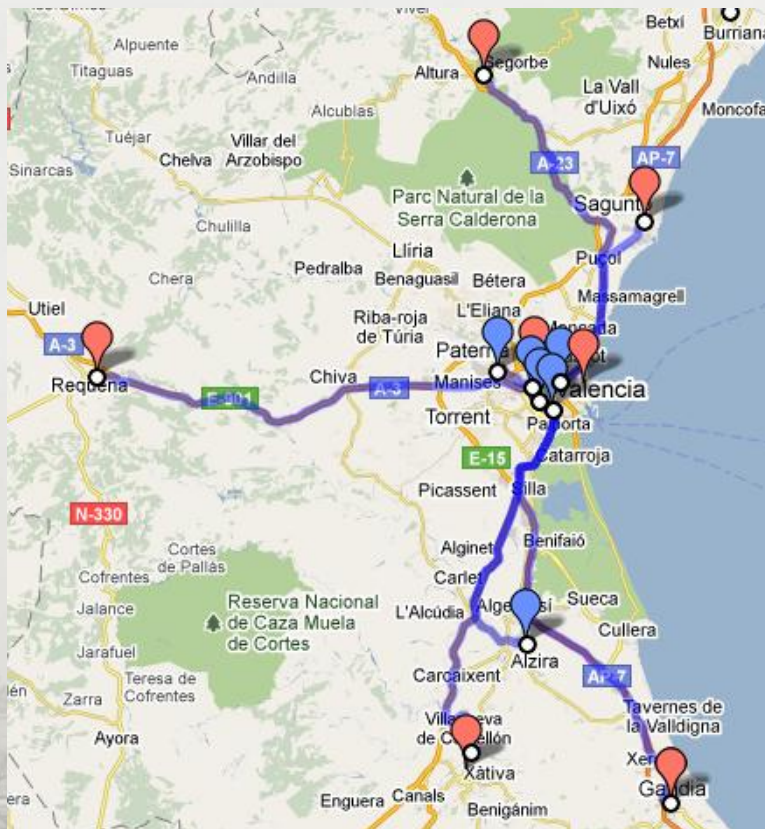 Viver
Alpuente
Titaguas
Andilla
Altura
Segorbe
Betxí
Burriana
Nules
La Vall
d'Uixó
Moncofa
Alcublas
Tuéjar
Sinarcas
Chelva
Villar del
Arzobispo
A-23
AP-7
Parc Natural de la
Serra Calderona
Sagunto
Chulilla
Llíria
Puçol
Pedralba
Benaguasil
Bétera
Massamagrell
Chera
L'Eliana
Utiel
Riba-roja
de Túria
Moncada
A-3
Paterna
Requena
E-901
Chiva
A-3
Manises
Valencia
Torrent
Paiporta
E-15
Catarroja
Picassent
Silla
N-330
Alginet
Benifaió
Cortes
de Pallás
Cofrentes
Carlet
Jalance
Reserva Nacional
de Caza Muela
de Cortes
L'Alcúdia
Algemesí
Sueca
Cullera
Jarafuel
Alzira
Teresa de
Cofrentes
Carcaixent
AP-7
Zarra
Tavernes de
la Valldigna
Ayora
Villanueva
de Castellón
Xàtiva
Gandia
Enguera
Canals
Benigánim